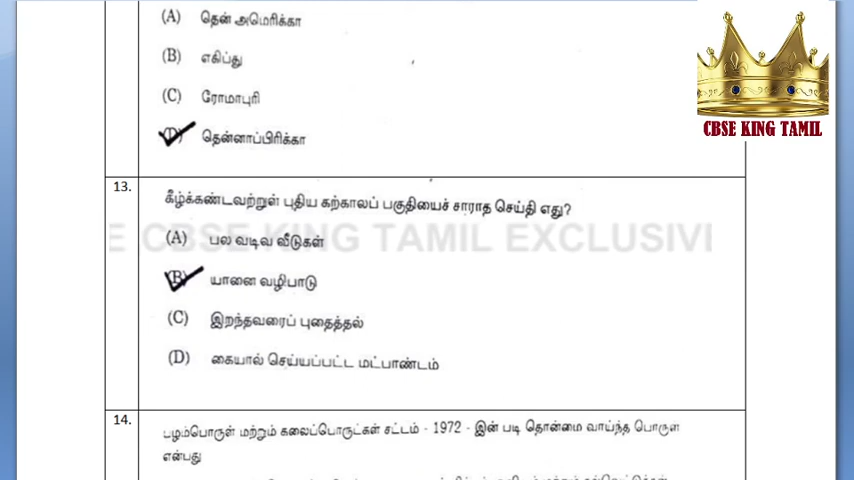 (A) தென் அமெரிக்கா
(B) எகிப்து
(C) ரோமாபுரி
(D) தென்னாப்பிரிக்கா
CBSE KING TAMIL
13. கீழ்க்கண்டவற்றுள் புதிய கற்காலப் பகுதியைச் சாராத செய்தி எது?
E CBSE KING TAMIL EXCLUSIVE
(A) பல வடிவ வீடுகள்
(B) யானை வழிபாடு
(C) இறந்தவரைப் புதைத்தல்
(D) கையால் செய்யப்பட்ட மட்பாண்டம்
14. பழம்பொருள் மற்றும் கலைப்பொருட்கள் சட்டம் - 1972 - இன் படி தொன்மை வாய்ந்த பொருள்
என்பது